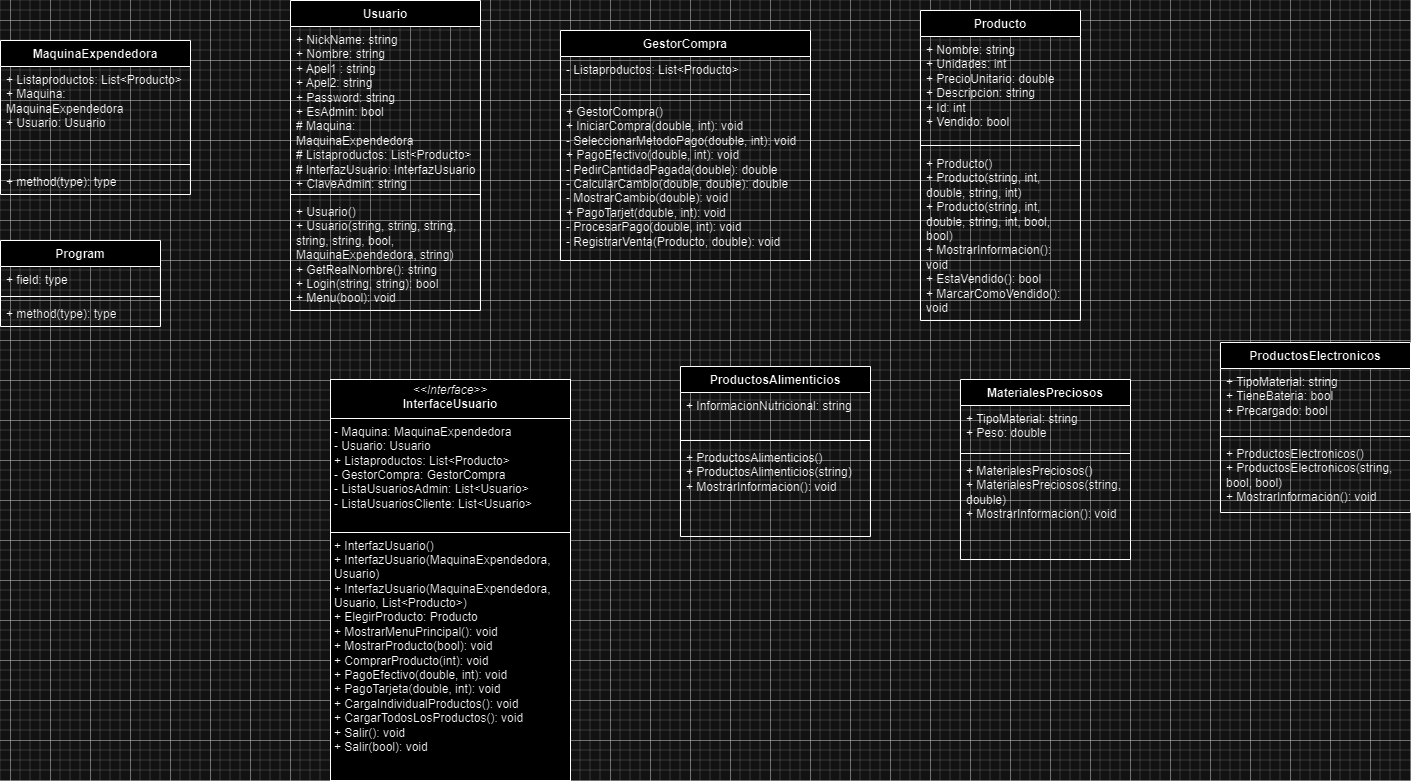 MaquinaExpendedora
+ Listaproductos: List<Producto>
+ Maquina:
MaquinaExpendedora
+ Usuario: Usuario
+ method(type): type
Program
+ field: type
+ method(type): type
Usuario
+ NickName: string
+ Nombre: string
+ Apel1 : string
+ Apel2: string
+ Password: string
+ EsAdmin: bool
# Maquina:
MaquinaExpendedora
# Listaproductos: List<Producto>
# InterfazUsuario: InterfazUsuario
+ ClaveAdmin: string
+ Usuario()
+ Usuario(string, string, string,
string, string, bool,
MaquinaExpendedora, string)
+ GetRealNombre(): string
+ Login(string, string): bool
+ Menu(bool): void
GestorCompra
- Listaproductos: List<Producto>
+ GestorCompra()
+ IniciarCompra(double, int): void
- SeleccionarMetodoPago(double, int): void
+ PagoEfectivo(double, int): void
- PedirCantidadPagada(double): double
- CalcularCambio(double, double): double
- MostrarCambio(double): void
+ PagoTarjet(double, int): void
- ProcesarPago(double, int): void
- RegistrarVenta(Producto, double): void
Producto
+ Nombre: string
+ Unidades: int
+ PrecioUnitario: double
+ Descripcion: string
+ Id: int
+ Vendido: bool
+ Producto()
+ Producto(string, int,
double, string, int)
+ Producto(string, int,
double, string, int, bool,
bool)
+ MostrarInformacion():
void
+ EstaVendido(): bool
+ MarcarComoVendido():
void
<<Interface>>
InterfaceUsuario
- Maquina: MaquinaExpendedora
- Usuario: Usuario
+ Listaproductos: List<Producto>
- GestorCompra: GestorCompra
- ListaUsuariosAdmin: List<Usuario>
- ListaUsuariosCliente: List<Usuario>
+ InterfazUsuario()
+ InterfazUsuario(MaquinaExpendedora,
Usuario)
+ InterfazUsuario(MaquinaExpendedora,
Usuario, List<Producto>)
+ ElegirProducto: Producto
+ MostrarMenuPrincipal(): void
+ MostrarProducto(bool): void
+ ComprarProducto(int): void
+ PagoEfectivo(double, int): void
+ PagoTarjeta(double, int): void
+ CargaIndividualProductos(): void
+ CargarTodosLosProductos(): void
+ Salir(): void
+ Salir(bool): void
ProductosAlimenticios
+ InformacionNutricional: string
+ ProductosAlimenticios()
+ ProductosAlimenticios(string)
+ MostrarInformacion(): void
MaterialesPreciosos
+ TipoMaterial: string
+ Peso: double
+ MaterialesPreciosos()
+ MaterialesPreciosos(string,
double)
+ MostrarInformacion(): void
ProductosElectronicos
+ TipoMaterial: string
+ TieneBateria: bool
+ Precargado: bool
+ ProductosElectronicos()
+ ProductosElectronicos(string,
bool, bool)
+ MostrarInformacion(): void